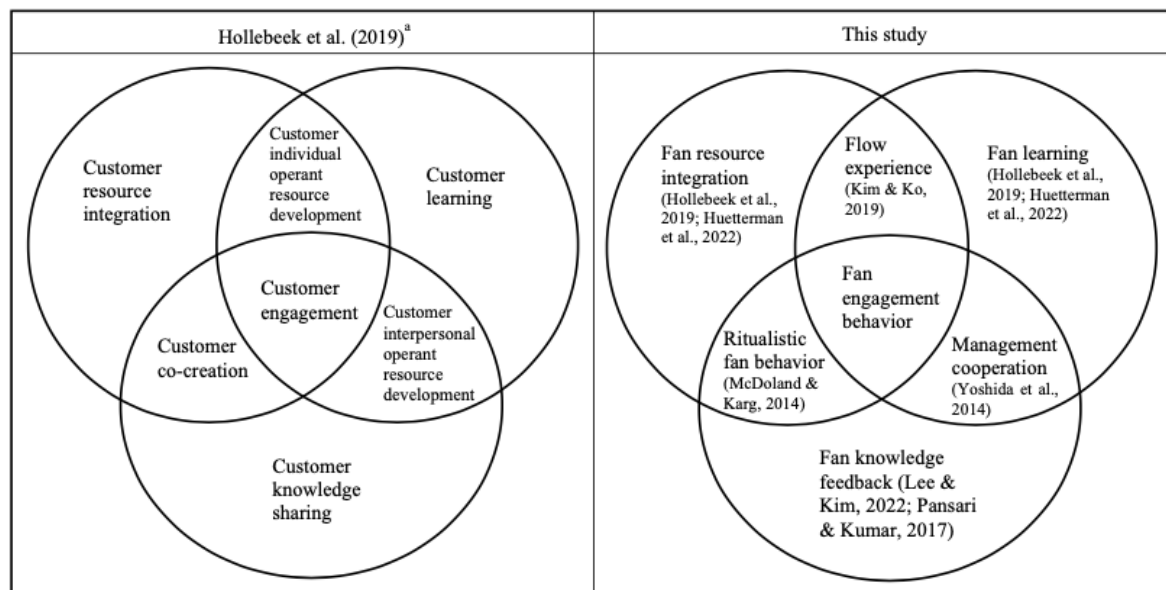 Hollebeek et al. (2019)a
This study
Customer
resource
integration
Customer
individual
operant
resource
development
Customer
learning
Customer
engagement
Customer
co-creation
Customer
interpersonal
operant
resource
development
Customer
knowledge
sharing
Fan resource
integration
(Hollebeek et al.,
2019; Huetterman
et al., 2022)
Flow
experience
(Kim & Ko,
2019)
Fan learning
(Hollebeek et al.,
2019; Huetterman
et al., 2022)
Fan
engagement
behavior
Ritualistic
fan behavior
(McDoland &
Karg, 2014)
Management
cooperation
(Yoshida et al.,
2014)
Fan knowledge
feedback (Lee &
Kim, 2022; Pansari
& Kumar, 2017)